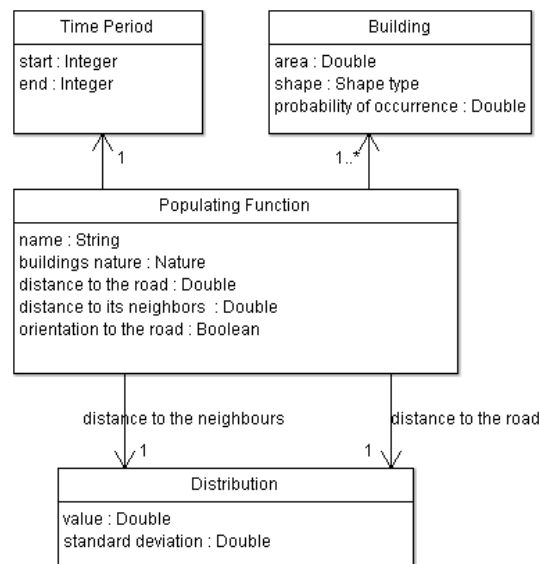 Time Period
start : Integer
end : Integer
Building
area : Double
shape : Shape type
probability of occurrence : Double
1
1..*
Populating Function
name : String
buildings nature : Nature
distance to the road : Double
distance to its neighbors : Double
orientation to the road : Boolean
distance to the neighbours
distance to the road
1
1
Distribution
value : Double
standard deviation : Double